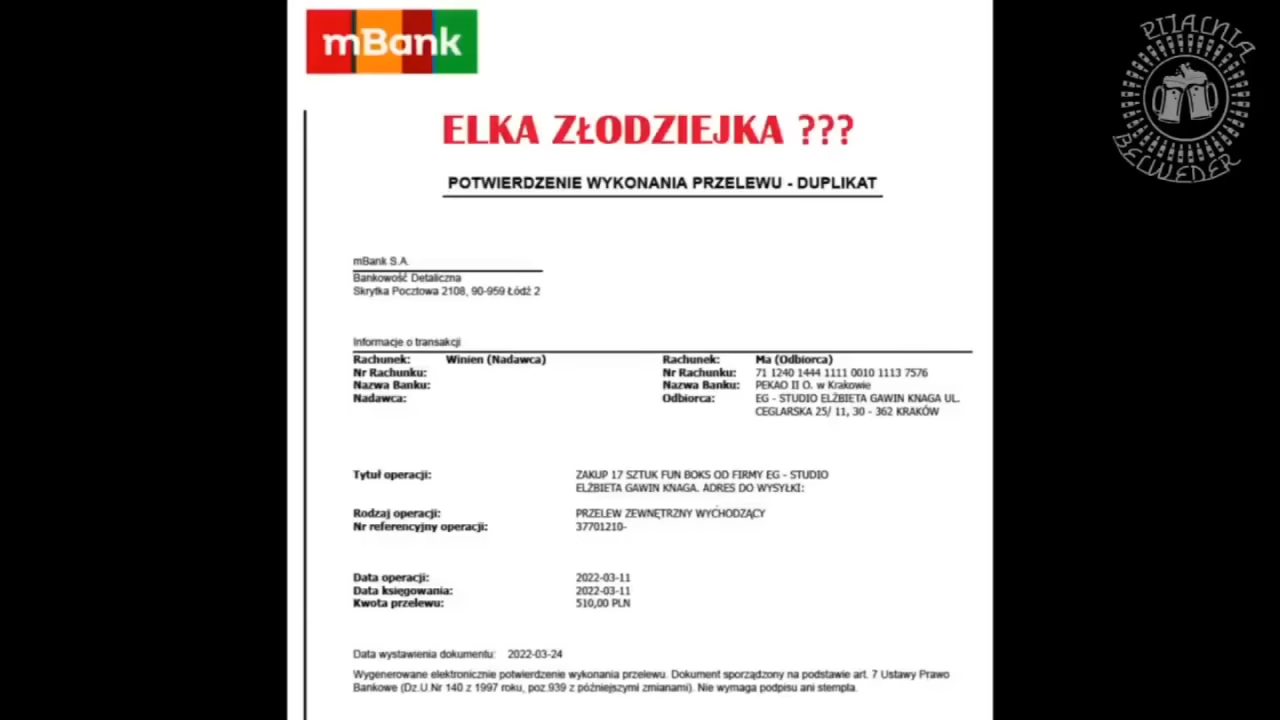 mBank
PIJALNIA
BELWEDER
ELKA ZŁODZIEJKA ???
POTWIERDZENIE WYKONANIA PRZELEWU - DUPLIKAT
mBank S.A.
Bankowość Detaliczna
Skrytka Pocztowa 2108, 90-959 Łódź 2
Informacje o transakcji
Rachunek: Winien (Nadawca)
Nr Rachunku:
Nazwa Banku:
Nadawca:
Rachunek: Ma (Odbiorca)
Nr Rachunku: 71 1240 1444 1111 0010 1113 7576
Nazwa Banku: PEKAO II O. w Krakowie
Odbiorca: EG - STUDIO ELŻBIETA GAWIN KNAGA UL.
CEGLARSKA 25/ 11, 30 - 362 KRAKÓW
Tytuł operacji: ZAKUP 17 SZTUK FUN BOKS OD FIRMY EG - STUDIO
ELŻBIETA GAWIN KNAGA. ADRES DO WYSYŁKI:
Rodzaj operacji: PRZELEW ZEWNĘTRZNY WYCHODZĄCY
Nr referencyjny operacji: 37701210-
Data operacji: 2022-03-11
Data księgowania: 2022-03-11
Kwota przelewu: 510,00 PLN
Data wystawienia dokumentu: 2022-03-24
Wygenerowane elektronicznie potwierdzenie wykonania przelewu. Dokument sporządzony na podstawie art. 7 Ustawy Prawo
Bankowe (Dz.U.Nr 140 z 1997 roku, poz.939 z późniejszymi zmianami). Nie wymaga podpisu ani stempla.